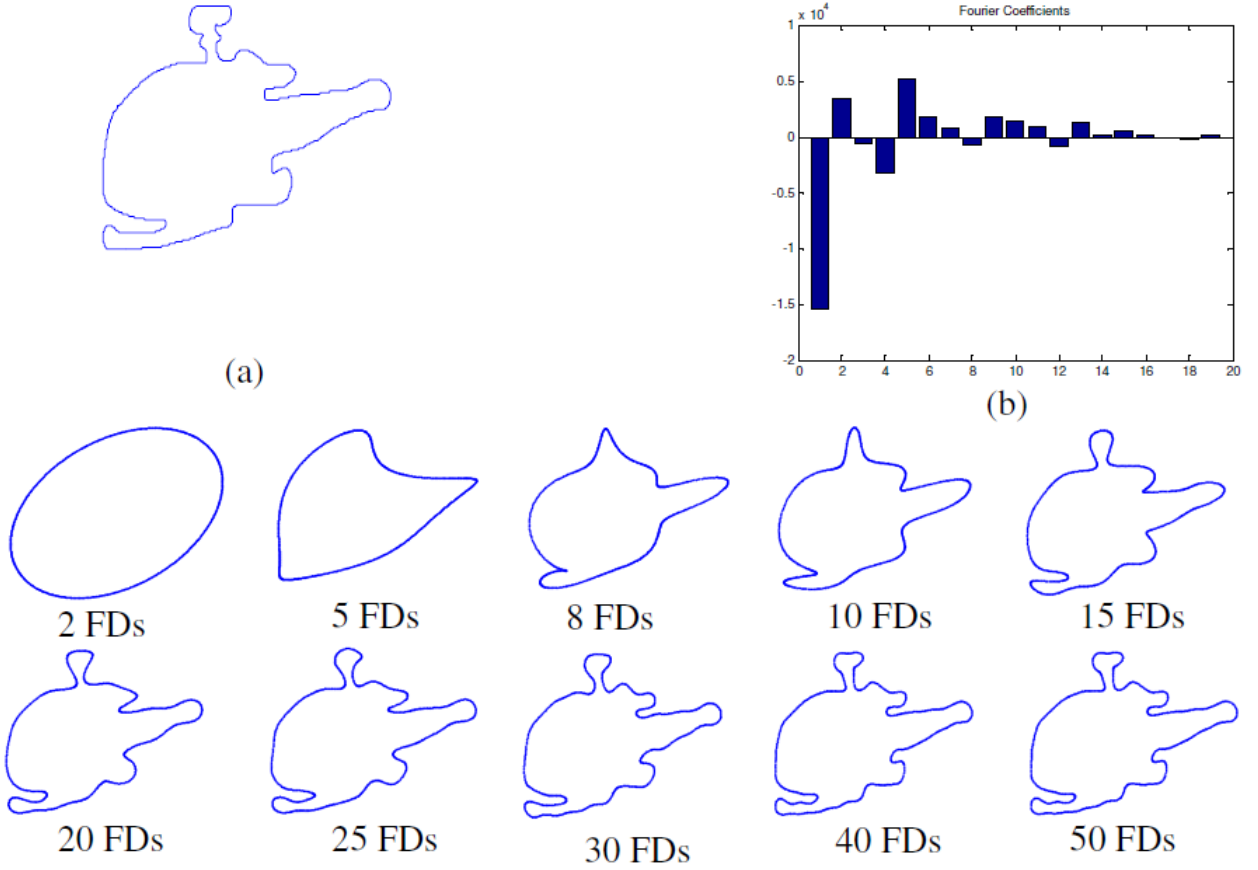 x 10⁴
Fourier Coefficients
1
0.5
0
-0.5
-1
-1.5
-2
0 2 4 6 8 10 12 14 16 18 20
(a)
(b)
2 FDs 5 FDs 8 FDs 10 FDs 15 FDs
20 FDs 25 FDs 30 FDs 40 FDs 50 FDs